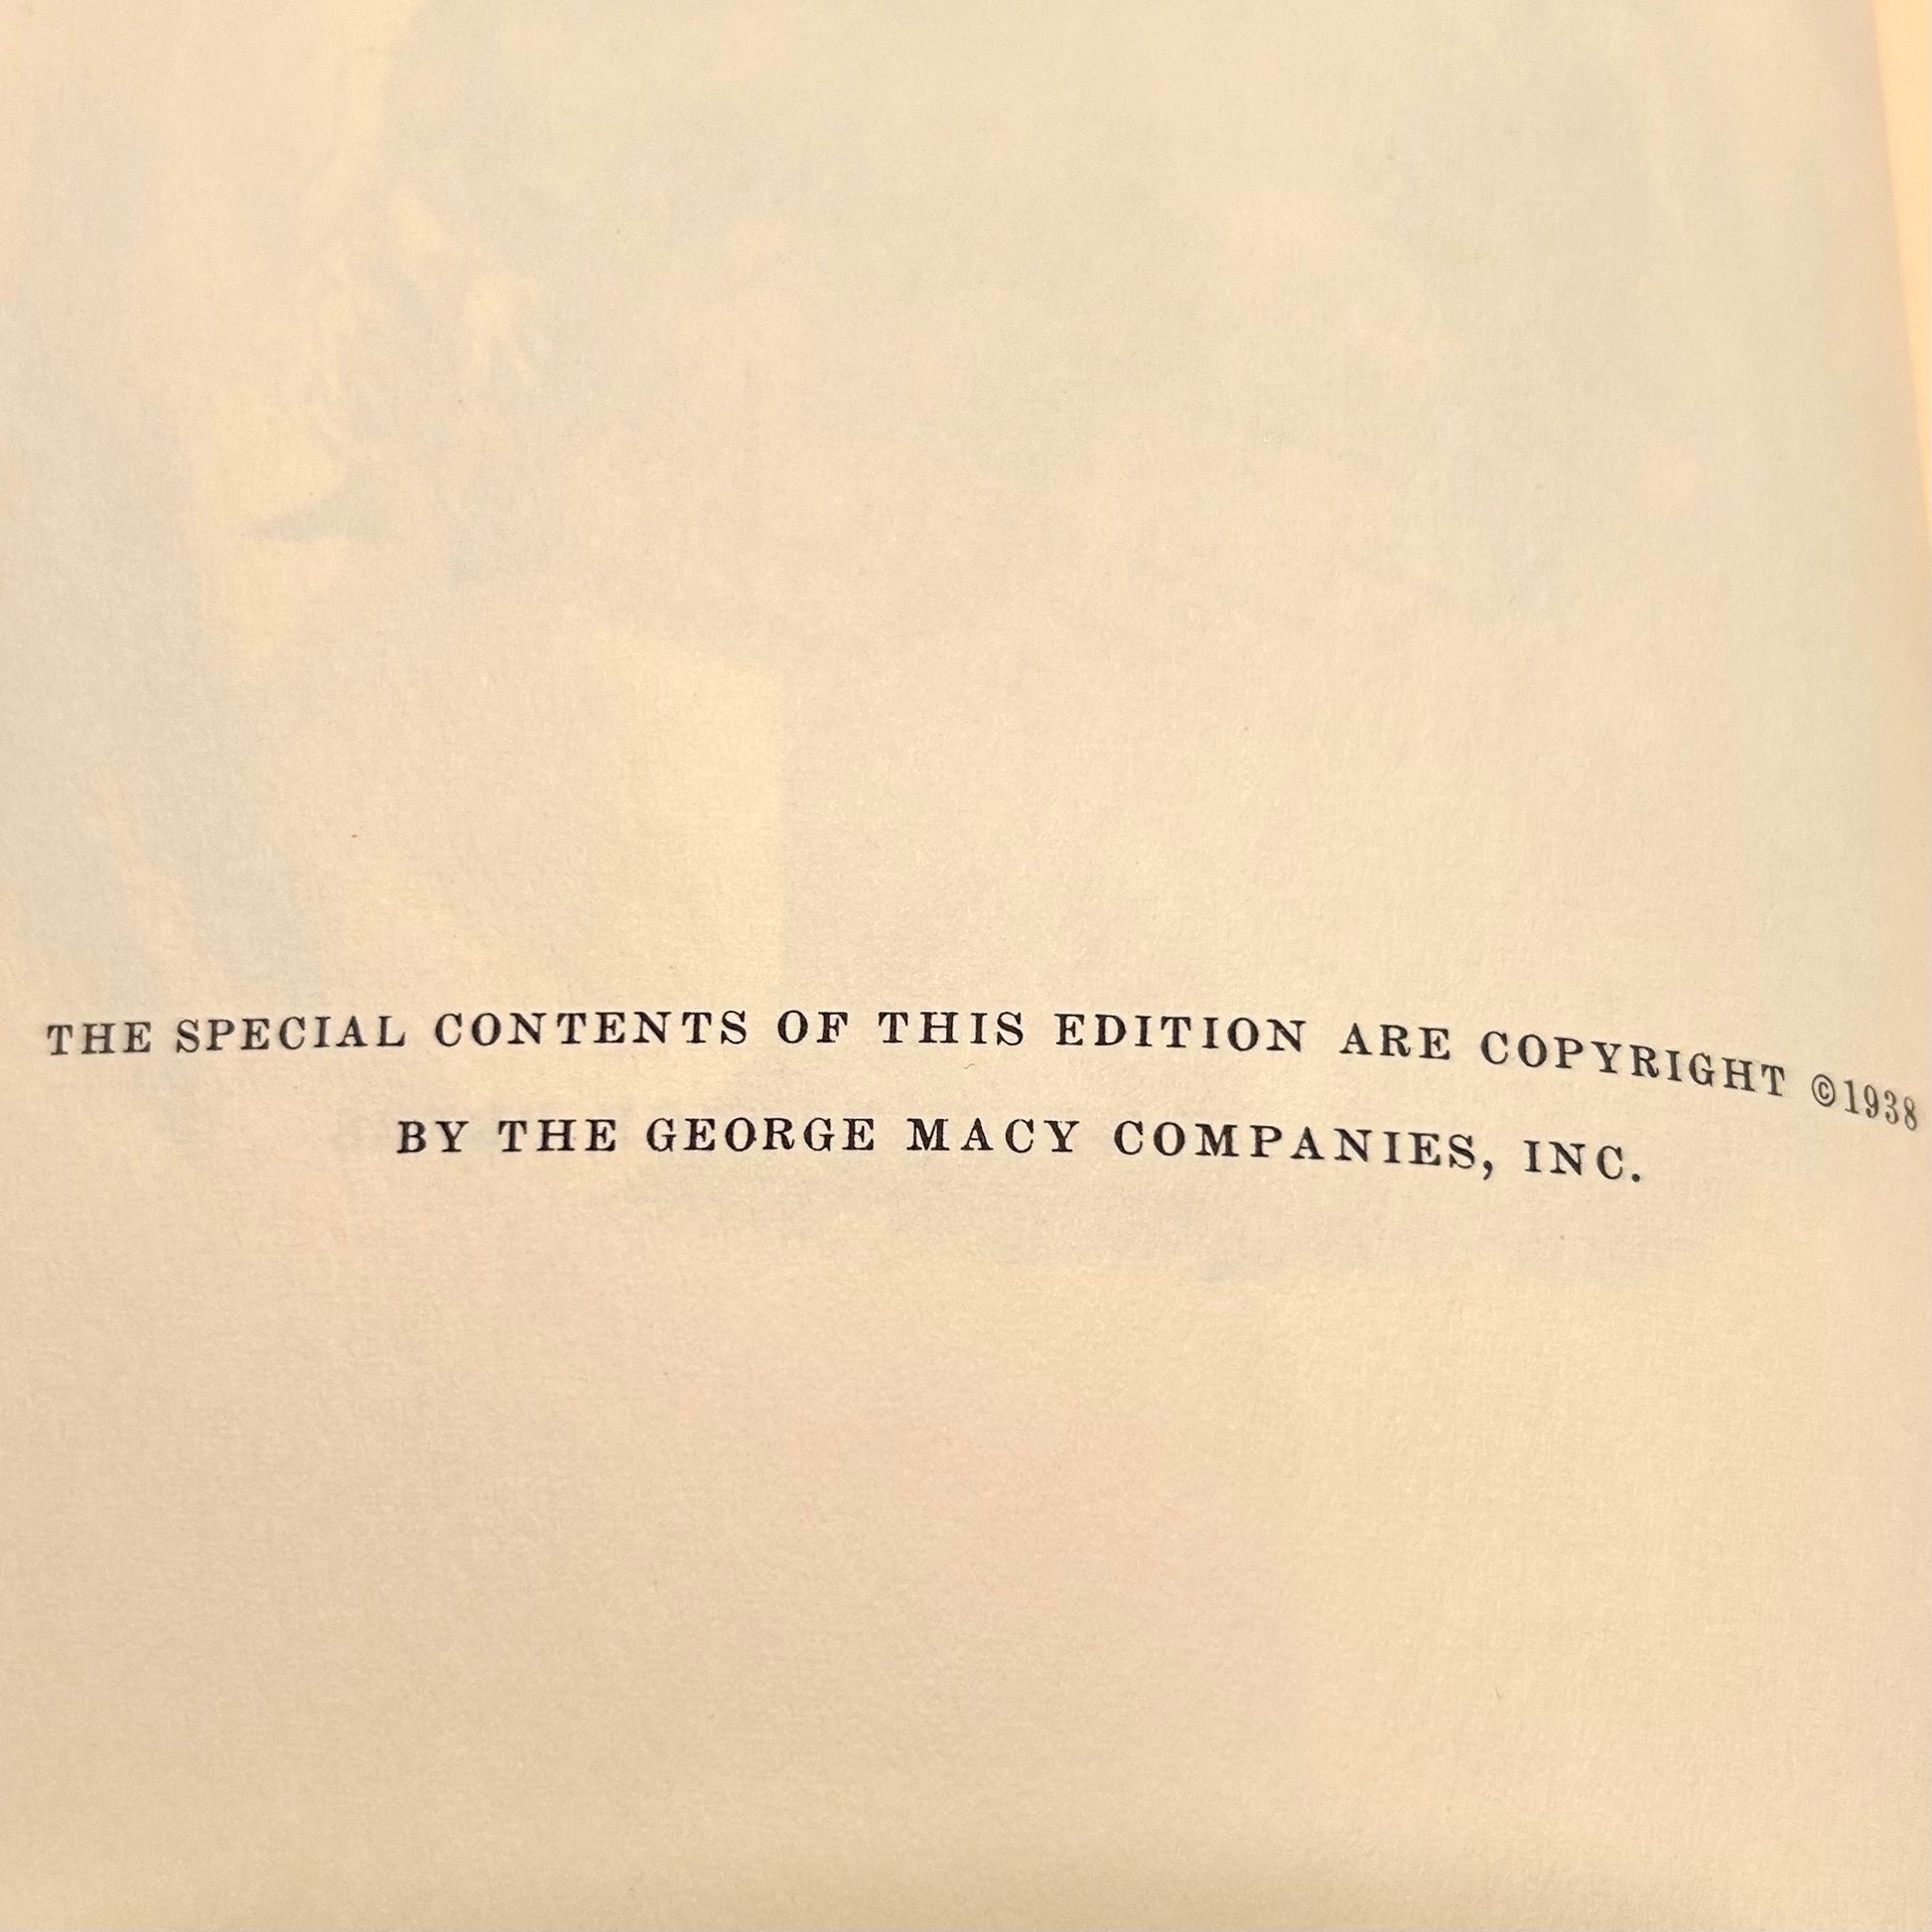 THE SPECIAL CONTENTS OF THIS EDITION ARE COPYRIGHT ©1938
BY THE GEORGE MACY COMPANIES, INC.